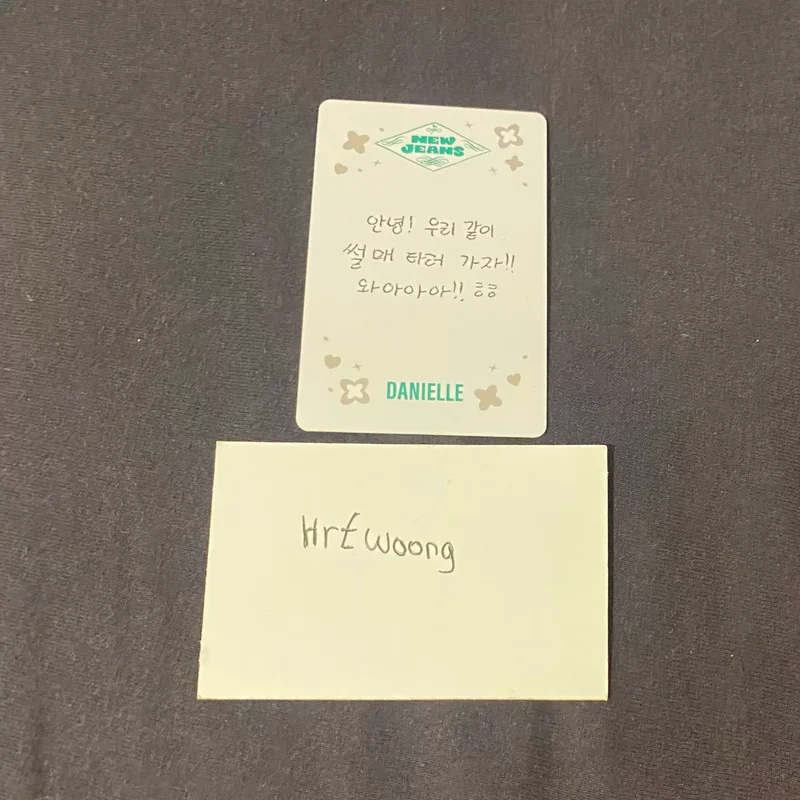 NEW
JEANS
안녕! 우리 같이
썰매 타러 가자!!
와아아아!! ㅎㅎ
DANIELLE
HrtWoong